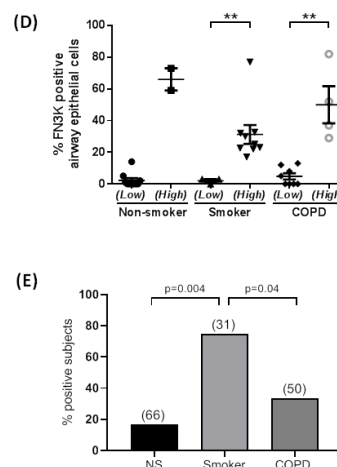 (D)
% FN3K positive
airway epithelial cells
100
80
60
40
20
0
**
**
(Low) (High) (Low) (High) (Low) (High)
Non-smoker Smoker COPD
(E)
% positive subjects
100
80
60
40
20
0
p=0.004 p=0.04
(66) (31) (50)
NS Smoker COPD